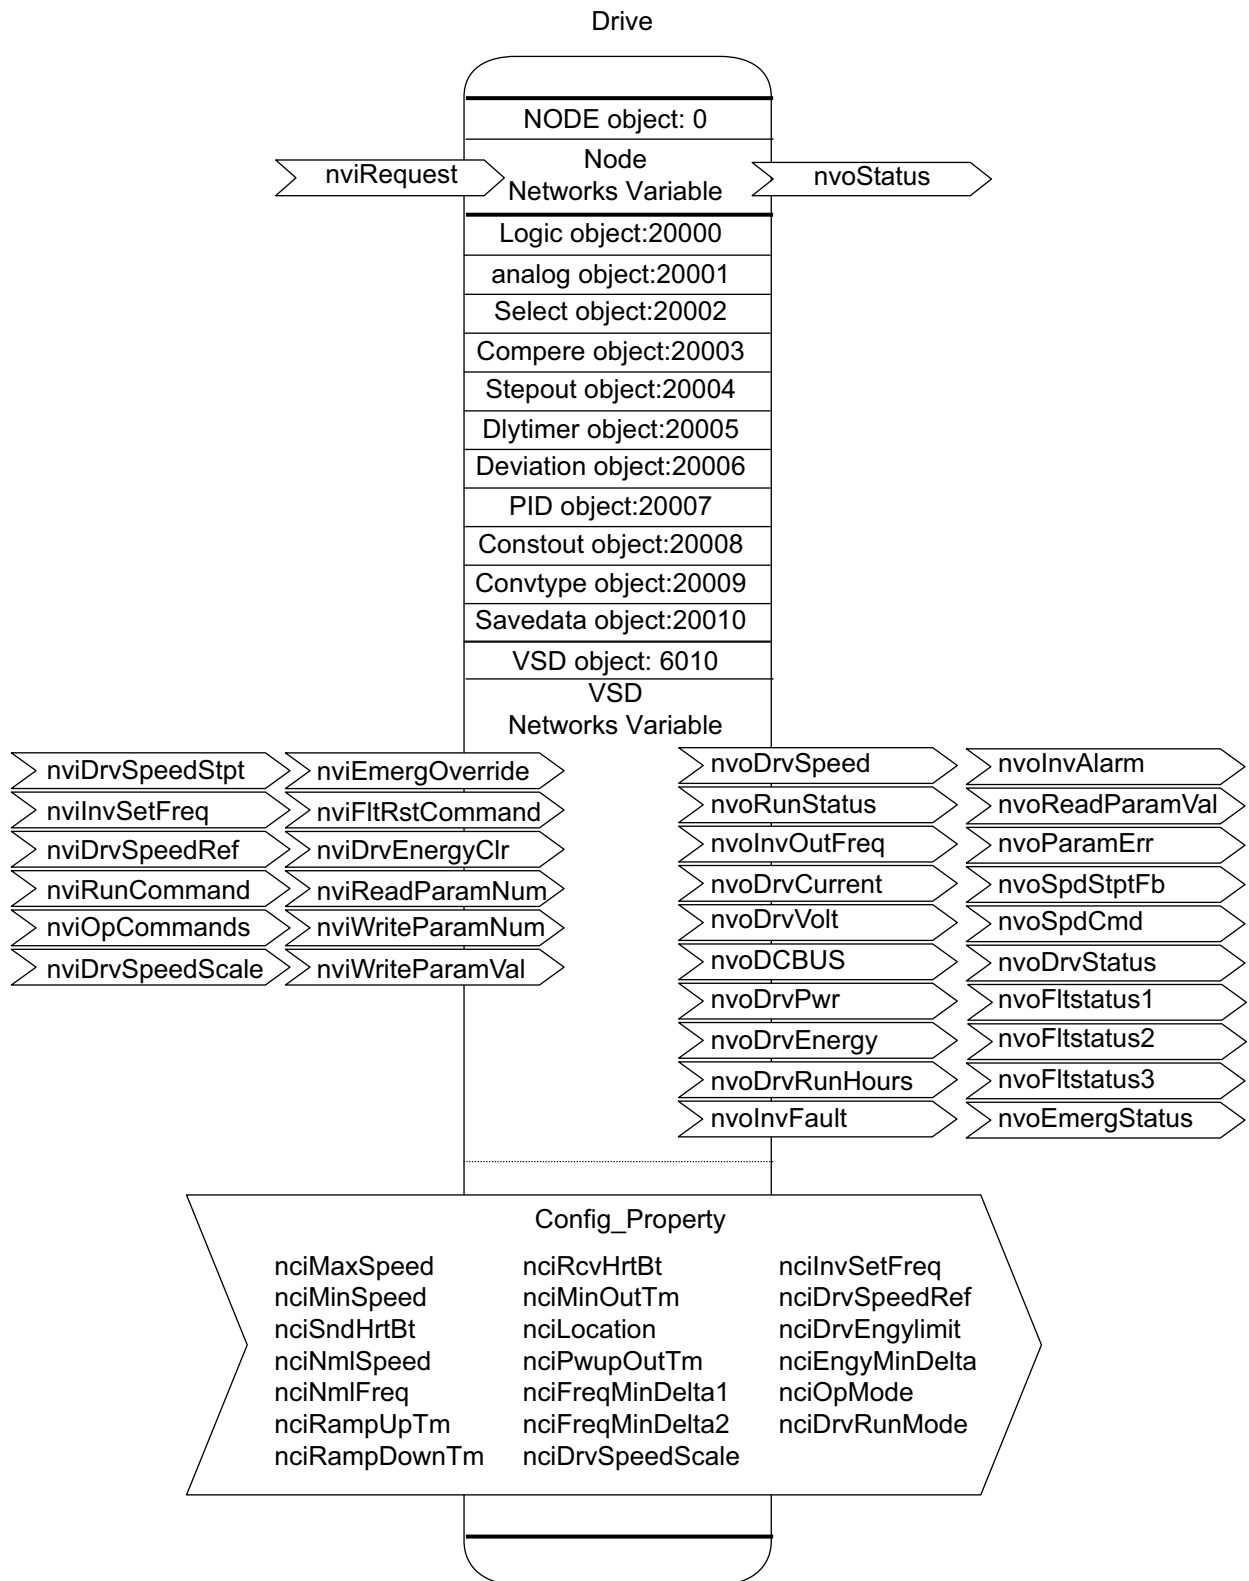 Drive
NODE object: 0
Node
Networks Variable
nviRequest
nvoStatus
Logic object:20000
analog object:20001
Select object:20002
Compere object:20003
Stepout object:20004
Dlytimer object:20005
Deviation object:20006
PID object:20007
Constout object:20008
Convtype object:20009
Savedata object:20010
VSD object: 6010
VSD
Networks Variable
nviDrvSpeedStpt
nviInvSetFreq
nviDrvSpeedRef
nviRunCommand
nviOpCommands
nviDrvSpeedScale
nviEmergOverride
nviFltRstCommand
nviDrvEnergyClr
nviReadParamNum
nviWriteParamNum
nviWriteParamVal
nvoDrvSpeed
nvoRunStatus
nvoInvOutFreq
nvoDrvCurrent
nvoDrvVolt
nvoDCBUS
nvoDrvPwr
nvoDrvEnergy
nvoDrvRunHours
nvoInvFault
nvoInvAlarm
nvoReadParamVal
nvoParamErr
nvoSpdStptFb
nvoSpdCmd
nvoDrvStatus
nvoFltstatus1
nvoFltstatus2
nvoFltstatus3
nvoEmergStatus
Config_Property
nciMaxSpeed
nciMinSpeed
nciSndHrtBt
nciNmlSpeed
nciNmlFreq
nciRampUpTm
nciRampDownTm
nciRcvHrtBt
nciMinOutTm
nciLocation
nciPwupOutTm
nciFreqMinDelta1
nciFreqMinDelta2
nciDrvSpeedScale
nciInvSetFreq
nciDrvSpeedRef
nciDrvEngylimit
nciEngyMinDelta
nciOpMode
nciDrvRunMode